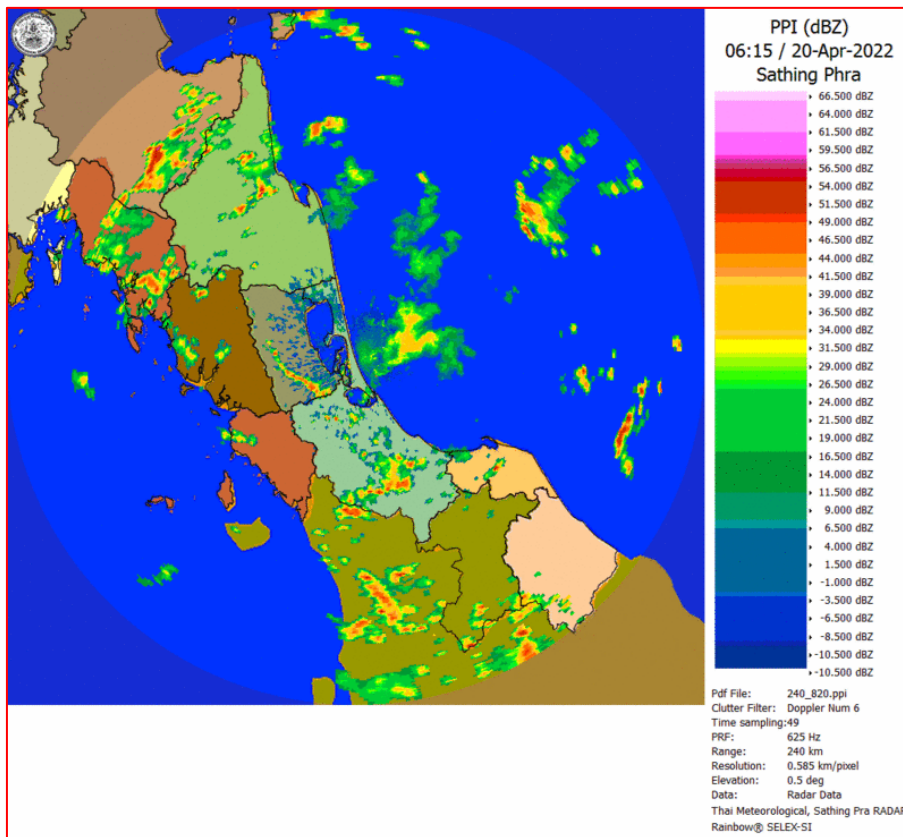 PPI (dBZ)
06:15 / 20-Apr-2022
Sathing Phra
66.500 dBZ
64.000 dBZ
61.500 dBZ
59.500 dBZ
56.500 dBZ
54.000 dBZ
51.500 dBZ
49.000 dBZ
46.500 dBZ
44.000 dBZ
41.500 dBZ
39.000 dBZ
36.500 dBZ
34.000 dBZ
31.500 dBZ
29.000 dBZ
26.500 dBZ
24.000 dBZ
21.500 dBZ
19.000 dBZ
16.500 dBZ
14.000 dBZ
11.500 dBZ
9.000 dBZ
6.500 dBZ
4.000 dBZ
1.500 dBZ
-1.000 dBZ
-3.500 dBZ
-6.500 dBZ
-8.500 dBZ
-10.500 dBZ
-10.500 dBZ
Pdf File: 240_820.ppi
Clutter Filter: Doppler Num 6
Time sampling:49
PRF: 625 Hz
Range: 240 km
Resolution: 0.585 km/pixel
Elevation: 0.5 deg
Data: Radar Data
Thai Meteorological, Sathing Pra RADAR
Rainbow® SELEX-SI